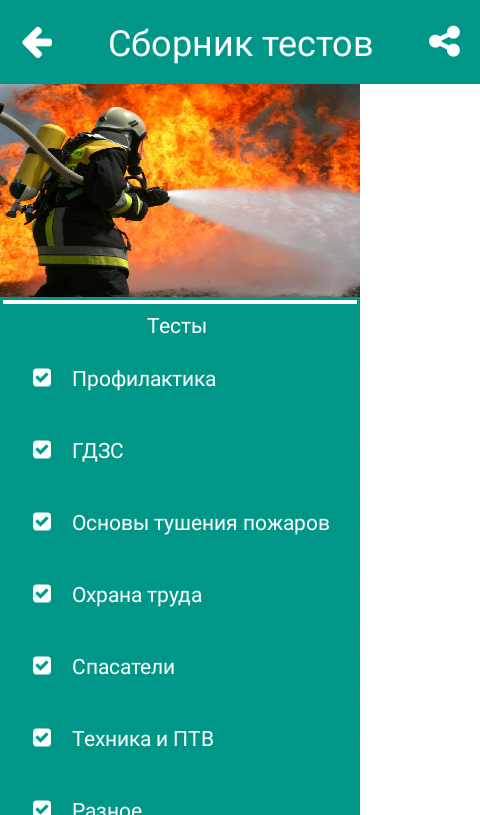 Сборник тестов
Тесты
Профилактика
ГДЗС
Основы тушения пожаров
Охрана труда
Спасатели
Техника и ПТВ
Разное